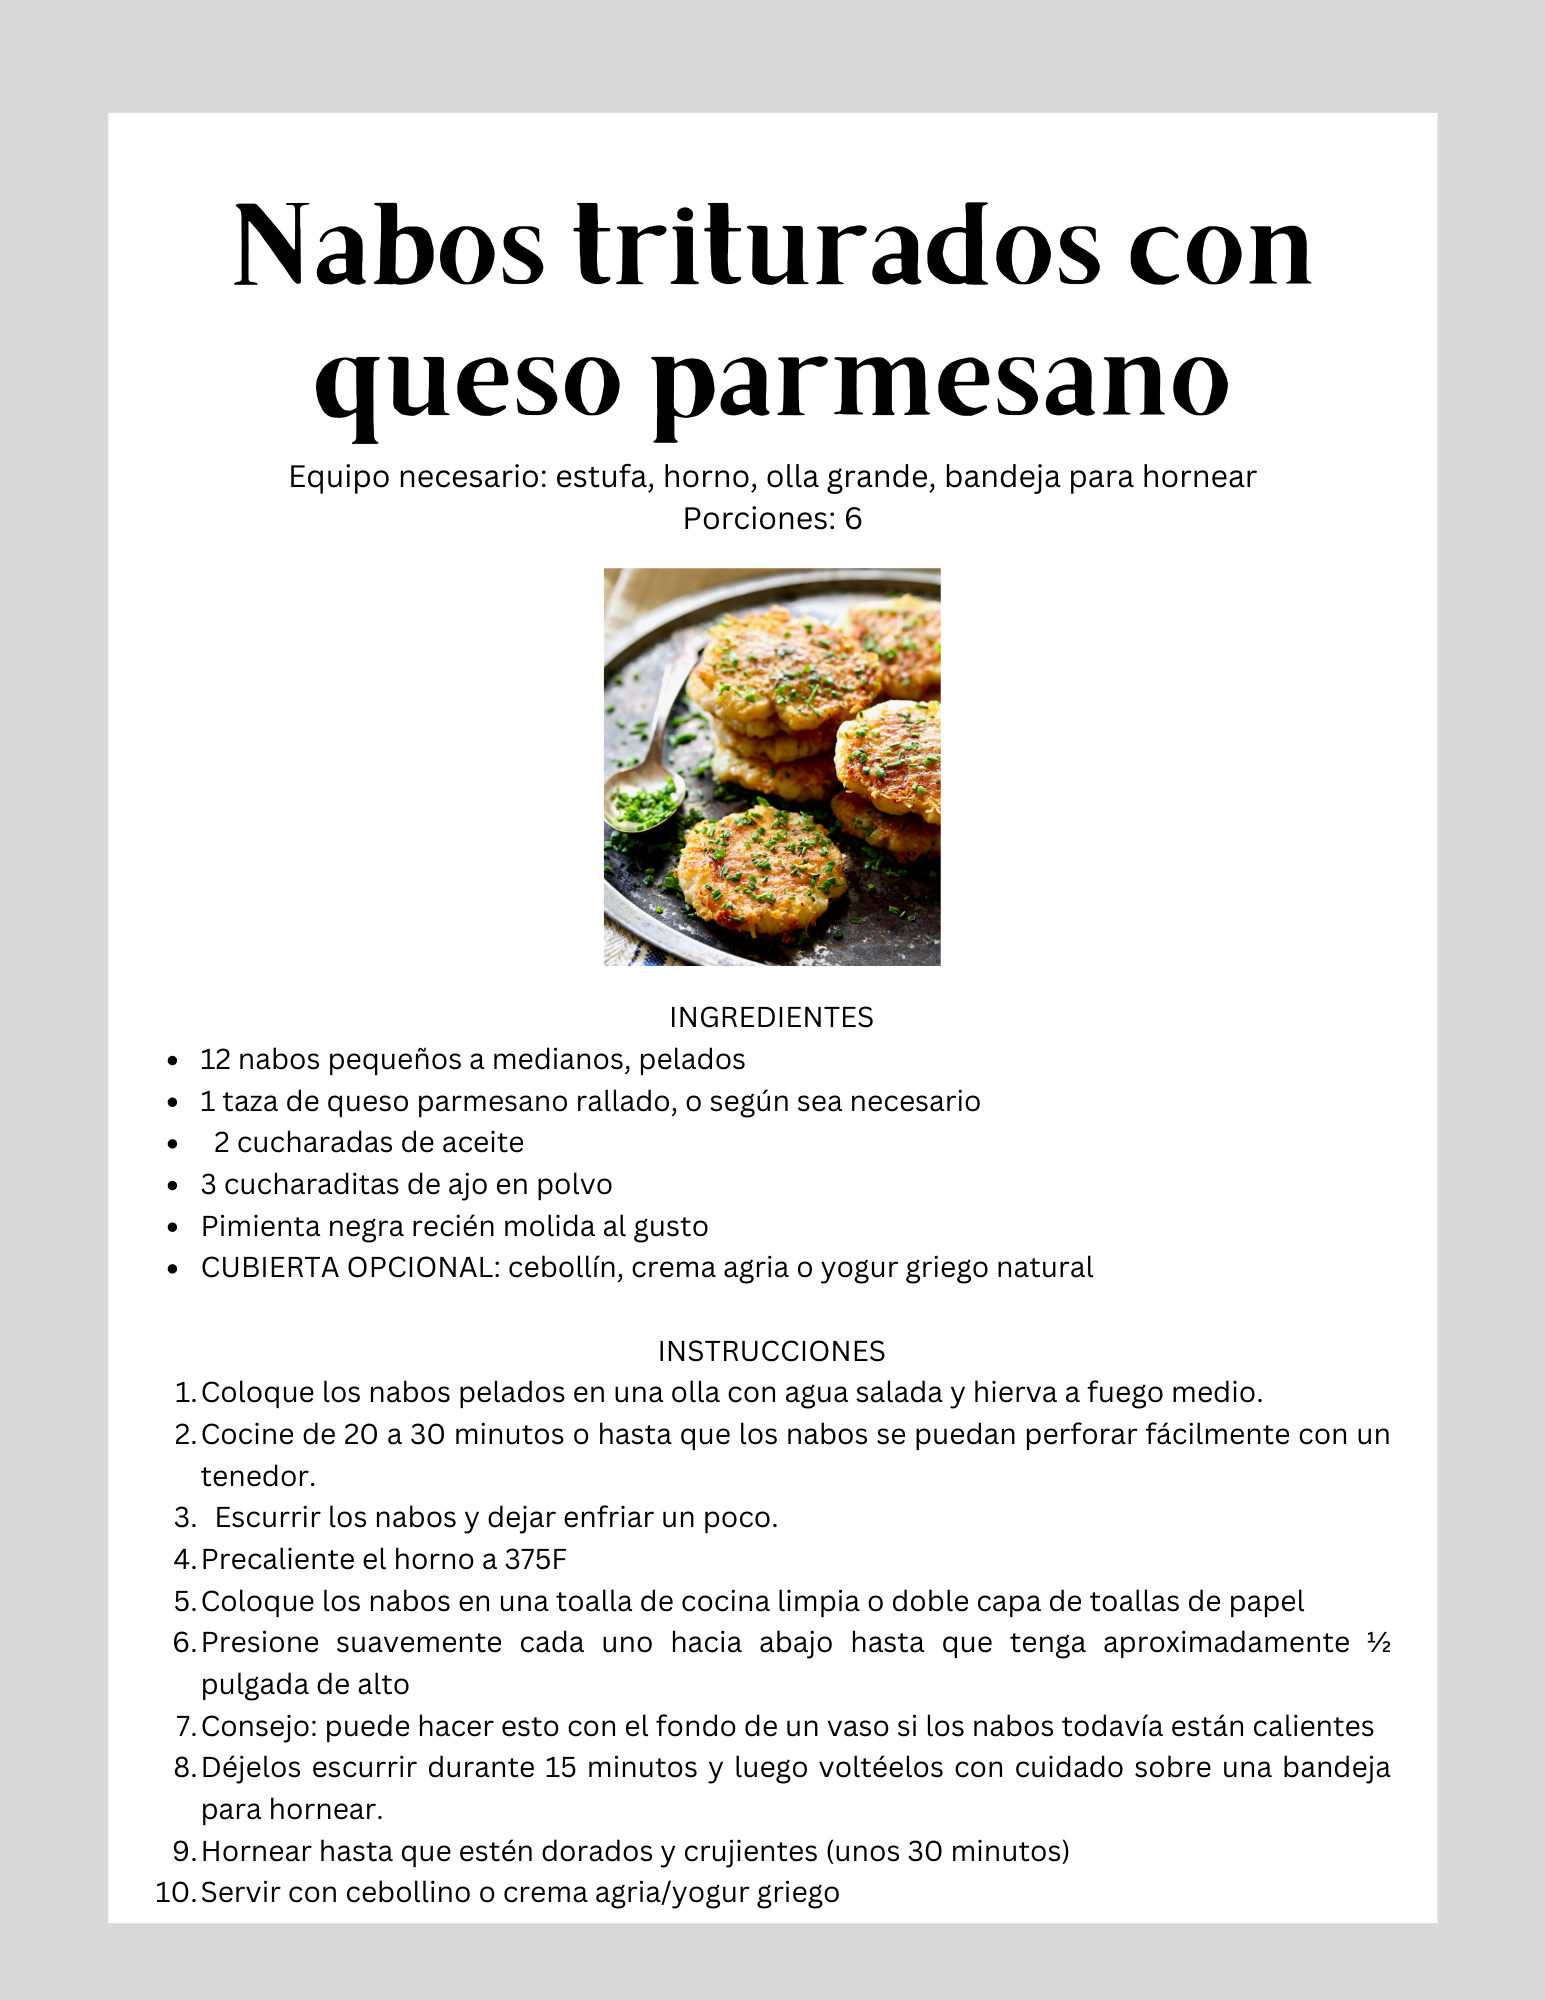 Nabos triturados con
queso parmesano
Equipo necesario: estufa, horno, olla grande, bandeja para hornear
Porciones: 6
INGREDIENTES
• 12 nabos pequeños a medianos, pelados
• 1 taza de queso parmesano rallado, o según sea necesario
• 2 cucharadas de aceite
• 3 cucharaditas de ajo en polvo
• Pimienta negra recién molida al gusto
• CUBIERTA OPCIONAL: cebollín, crema agria o yogur griego natural
INSTRUCCIONES
1. Coloque los nabos pelados en una olla con agua salada y hierva a fuego medio.
2. Cocine de 20 a 30 minutos o hasta que los nabos se puedan perforar fácilmente con un
tenedor.
3. Escurrir los nabos y dejar enfriar un poco.
4. Precaliente el horno a 375F
5. Coloque los nabos en una toalla de cocina limpia o doble capa de toallas de papel
6. Presione suavemente cada uno hacia abajo hasta que tenga aproximadamente ½
pulgada de alto
7. Consejo: puede hacer esto con el fondo de un vaso si los nabos todavía están calientes
8. Déjelos escurrir durante 15 minutos y luego voltéelos con cuidado sobre una bandeja
para hornear.
9. Hornear hasta que estén dorados y crujientes (unos 30 minutos)
10. Servir con cebollino o crema agria/yogur griego